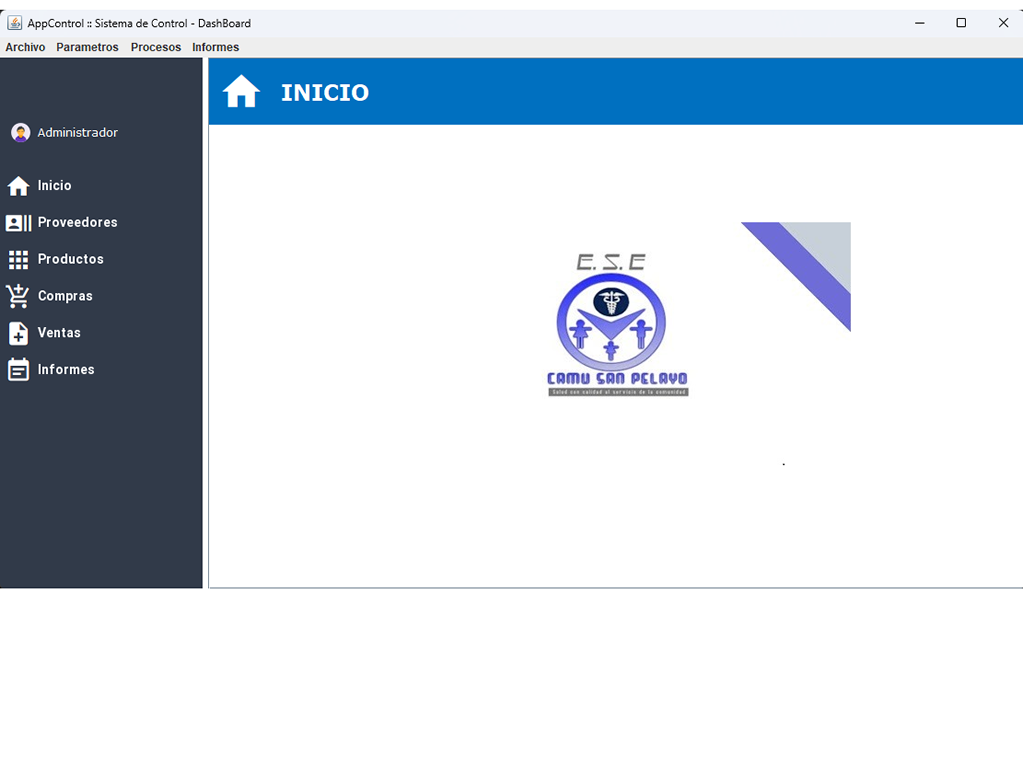 AppControl :: Sistema de Control - DashBoard
Archivo Parametros Procesos Informes
INICIO
Administrador
Inicio
Proveedores
Productos
Compras
Ventas
Informes
E.S.E
CAMU SAN PELAYO
Salud con calidad al servicio de la comunidad
.